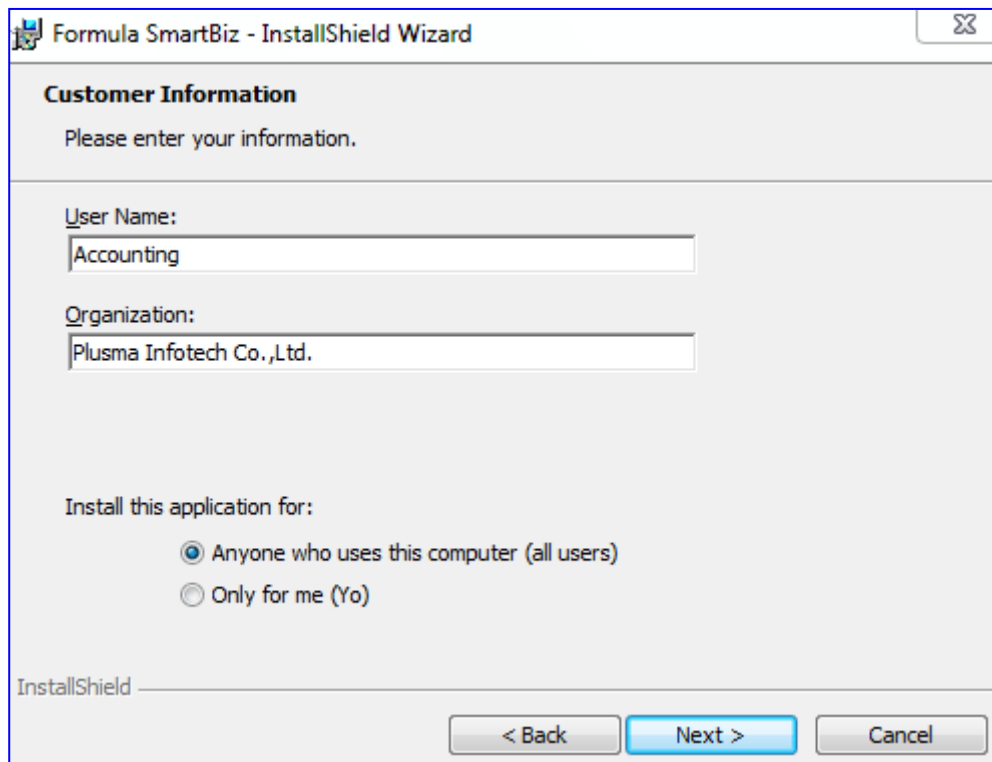 Formula SmartBiz - InstallShield Wizard
Customer Information
Please enter your information.
User Name:
Accounting
Organization:
Plusma Infotech Co.,Ltd.
Install this application for:
Anyone who uses this computer (all users)
Only for me (Yo)
InstallShield
< Back Next > Cancel